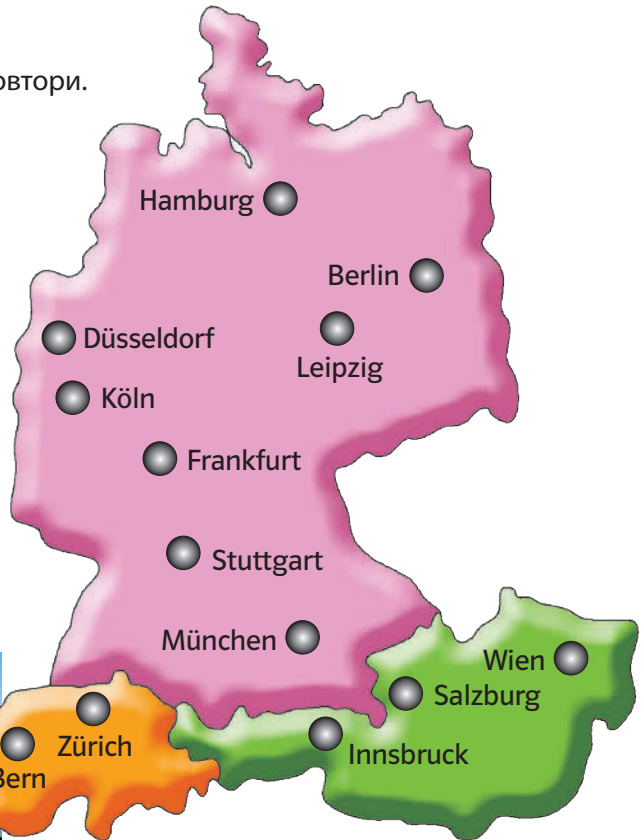 овтори.
Hamburg
Berlin
Düsseldorf
Leipzig
Köln
Frankfurt
Stuttgart
München
Wien
Salzburg
Zürich
Innsbruck
Bern